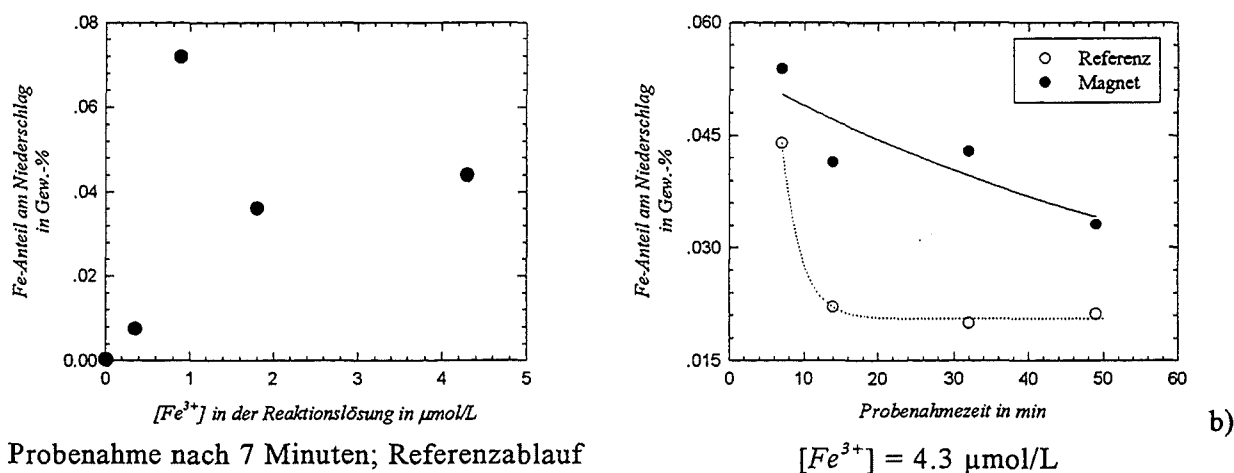 Fe-Anteil am Niederschlag
in Gew.-%
.08
.06
.04
.02
0.00
0
1
2
3
4
5
[Fe³⁺] in der Reaktionslösung in µmol/L
Probenahme nach 7 Minuten; Referenzablauf
Fe-Anteil am Niederschlag
in Gew.-%
.060
.045
.030
.015
Referenz
Magnet
0
10
20
30
40
50
60
Probenahmezeit in min
[Fe³⁺] = 4.3 µmol/L
b)